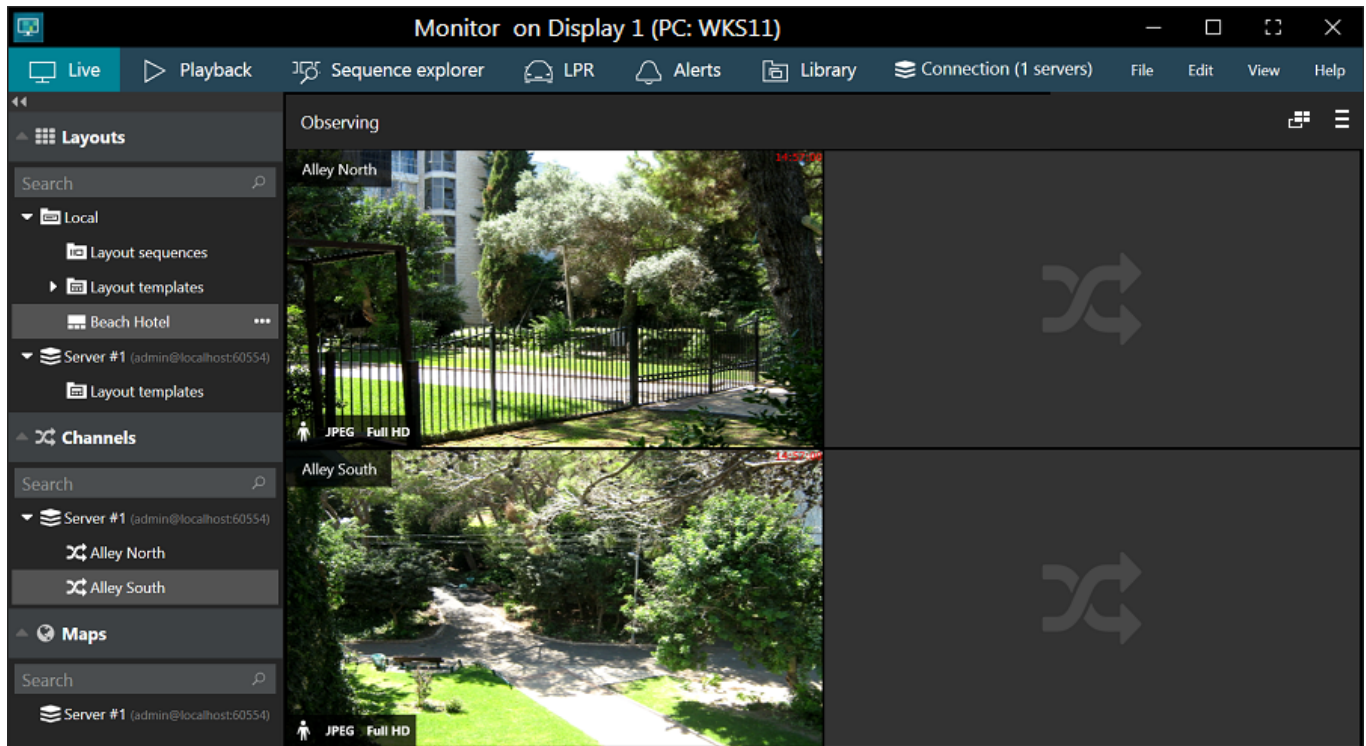 Monitor on Display 1 (PC: WKS11)
Live Playback Sequence explorer LPR Alerts Library Connection (1 servers) File Edit View Help
Layouts
Search
Local
Layout sequences
Layout templates
Beach Hotel
Server #1 (admin@localhost:60554)
Layout templates
Channels
Search
Server #1 (admin@localhost:60554)
Alley North
Alley South
Maps
Search
Server #1 (admin@localhost:60554)
Observing
Alley North
JPEG Full HD
Alley South
JPEG Full HD